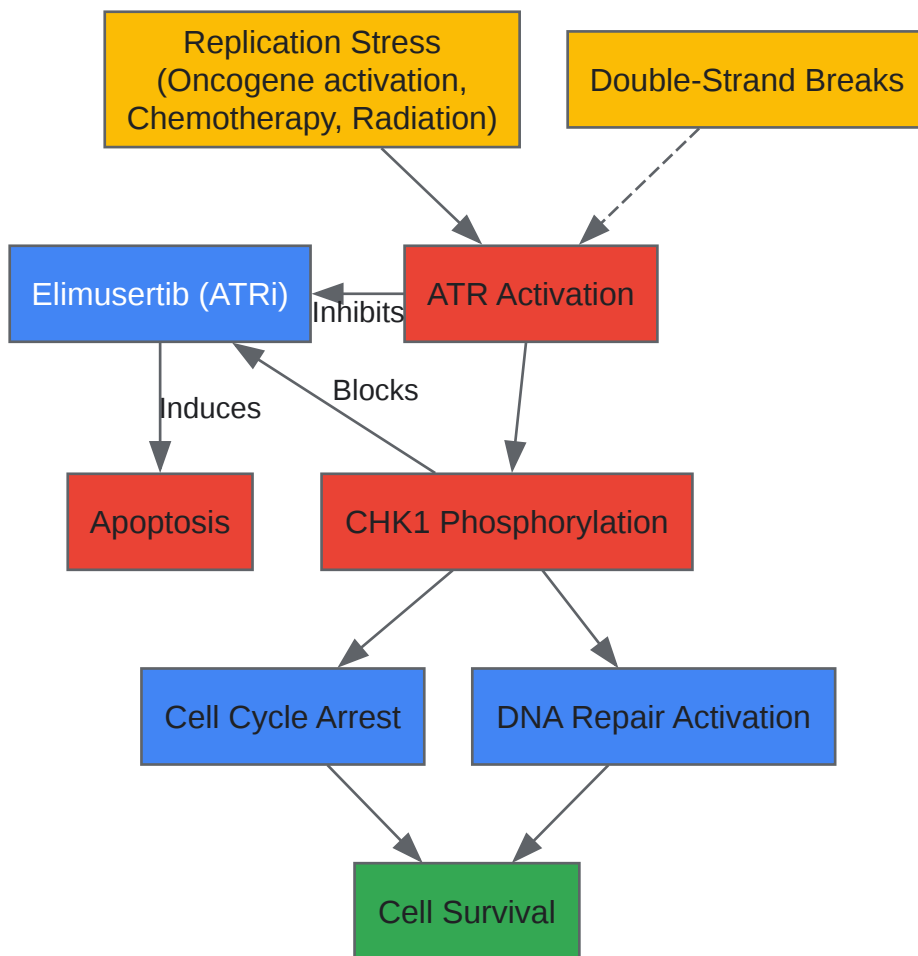 Replication Stress
(Oncogene activation,
Chemotherapy, Radiation)
Double-Strand Breaks
Elimusertib (ATRi)
Inhibits
ATR Activation
Induces
Blocks
Apoptosis
CHK1 Phosphorylation
Cell Cycle Arrest
DNA Repair Activation
Cell Survival